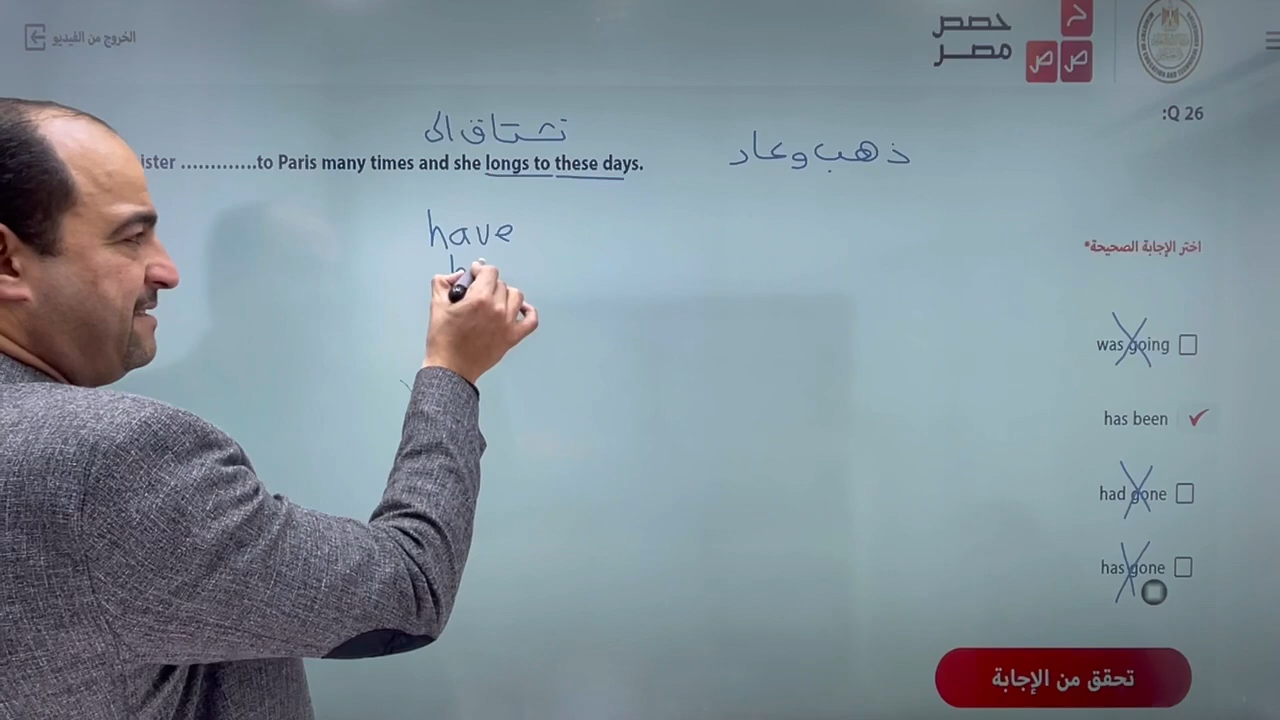 الخروج من الفيديو
حصص
مصر
ح
ص ص
Q 26:
تشتاق الى
ister .............to Paris many times and she longs to these days.
ذهب وعاد
have
b
اختر الإجابة الصحيحة*
was going
has been
had gone
has gone
تحقق من الإجابة